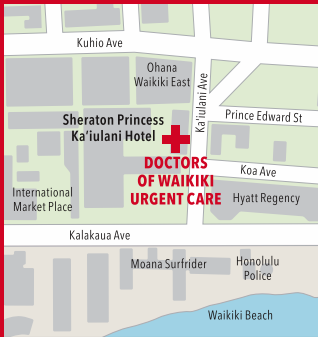 Kuhio Ave
Ohana
Waikiki East
Ka'iulani Ave
Prince Edward St
Sheraton Princess
Ka'iulani Hotel
DOCTORS
OF WAIKIKI
URGENT CARE
Koa Ave
International
Market Place
Hyatt Regency
Kalakaua Ave
Moana Surfrider
Honolulu
Police
Waikiki Beach